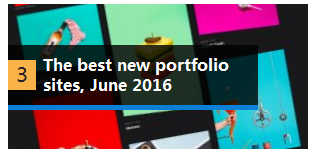 3
The best new portfolio
sites, June 2016